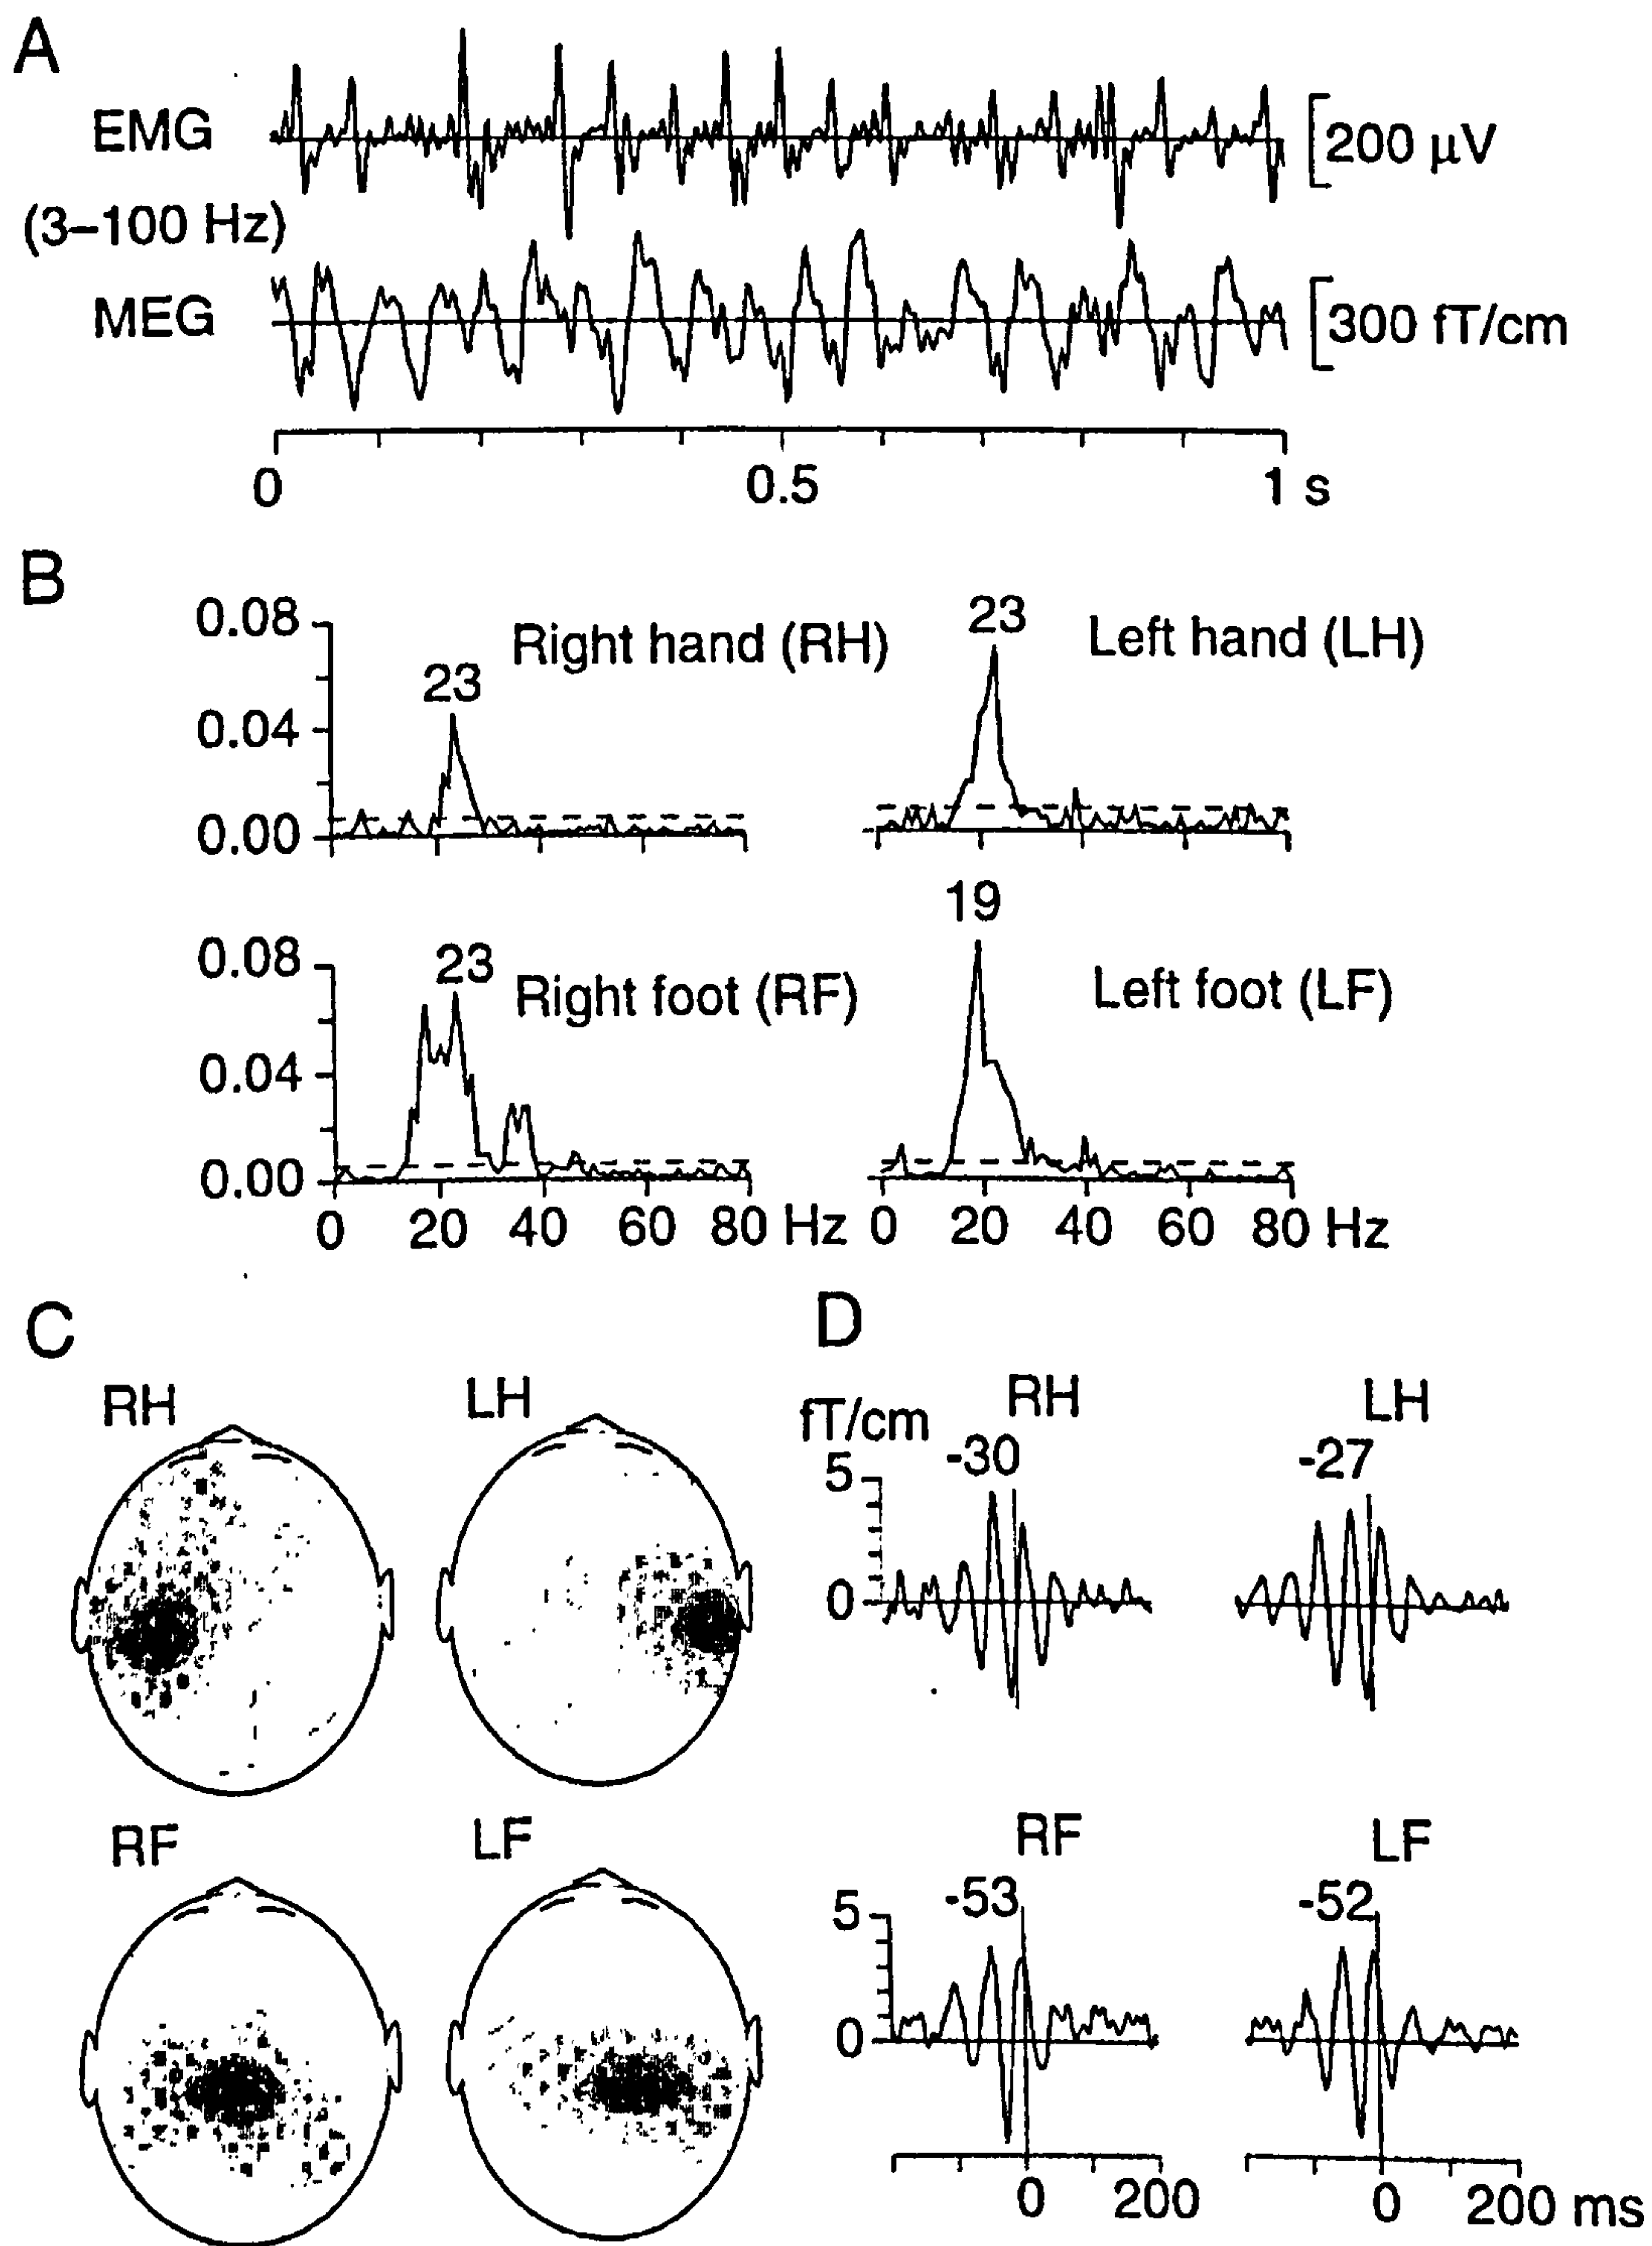 A
EMG
200 µV
(3–100 Hz)
MEG
300 fT/cm
0 0.5 1 s
B
0.08
0.04
0.00
23
Right hand (RH)
23
Left hand (LH)
0.08
0.04
0.00
23
Right foot (RF)
19
Left foot (LF)
0 20 40 60 80 Hz
0 20 40 60 80 Hz
C
RH
LH
RF
LF
D
fT/cm
5
0
RH
-30
LH
-27
5
0
RF
-53
LF
-52
0 200
0 200 ms